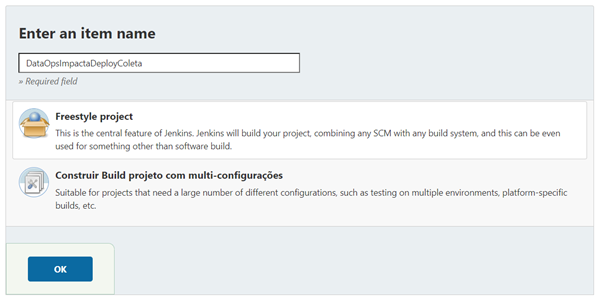 Enter an item name
DataOpsImpactaDeployColeta
» Required field
Freestyle project
This is the central feature of Jenkins. Jenkins will build your project, combining any SCM with any build system, and this can be even
used for something other than software build.
Construir Build projeto com multi-configurações
Suitable for projects that need a large number of different configurations, such as testing on multiple environments, platform-specific
builds, etc.
OK